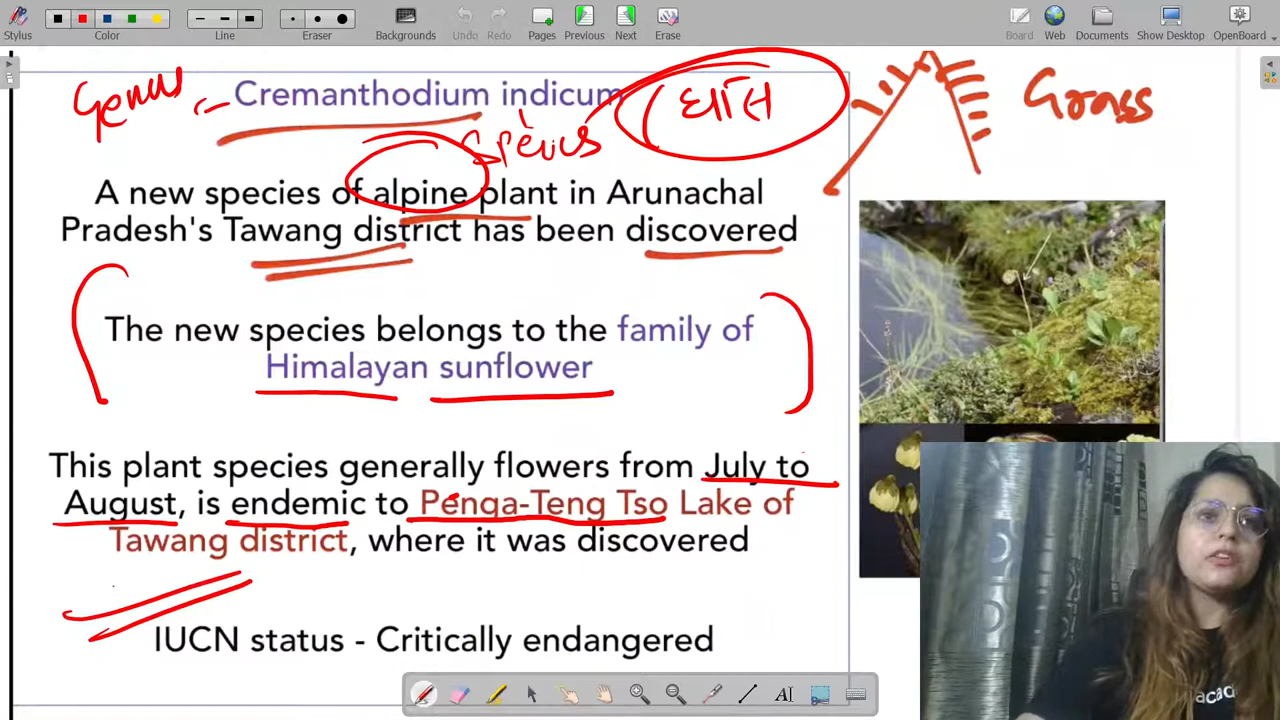 Stylus
Color
Line
Eraser
Backgrounds
Undo
Redo
Pages
Previous
Next
Erase
Board
Web
Documents
Show Desktop
OpenBoard
Genus
Cremanthodium indicum
Species
Grass
A new species of alpine plant in Arunachal
Pradesh's Tawang district has been discovered
The new species belongs to the family of
Himalayan sunflower
This plant species generally flowers from July to
August, is endemic to Penga-Teng Tso Lake of
Tawang district, where it was discovered
IUCN status - Critically endangered